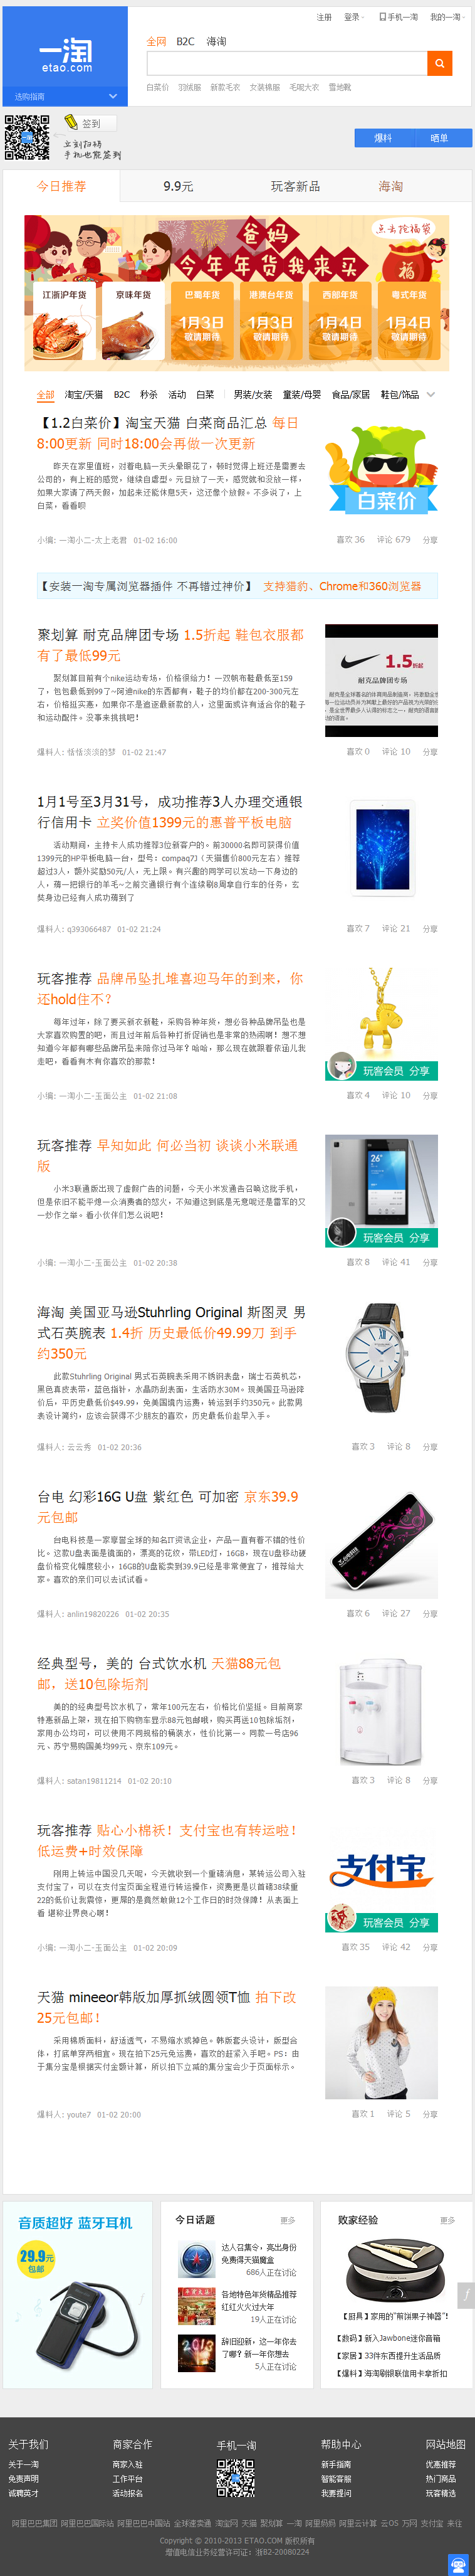 注册 登录 手机一淘 我的一淘
一淘
etao.com
全网 B2C 海淘
选购指南
白菜价 羽绒服 新款毛衣 女装棉服 毛呢大衣 雪地靴
签到
立刻扫码
手机也能签到
爆料 晒单
今日推荐 9.9元 玩客新品 海淘
点击挖福袋
爸妈
今年年货我来买
福
江浙沪年货 京味年货 巴蜀年货 港澳台年货 西部年货 粤式年货
1月3日 1月3日 1月4日 1月4日
敬请期待 敬请期待 敬请期待 敬请期待
全部 淘宝/天猫 B2C 秒杀 活动 白菜 男装/女装 童装/母婴 食品/家居 鞋包/饰品
【1.2白菜价】淘宝天猫 白菜商品汇总 每日
8:00更新 同时18:00会再做一次更新
昨天在家里值班，对着电脑一天头晕眼花了，顿时觉得上班还是需要去
公司的，有上班的感觉，继续自虐型。元旦放了一天，感觉就和没放一样，
如果大家请了两天假，加起来还能休息5天，这还像个放假。不多说了，上
白菜，看看呗
白菜价
小编: 一淘小二-太上老君 01-02 16:00
喜欢 36 评论 679 分享
【安装一淘专属浏览器插件 不再错过神价】 支持猎豹、Chrome和360浏览器
聚划算 耐克品牌团专场 1.5折起 鞋包衣服都
有了最低99元
聚划算目前有个nike运动专场，价格很给力！一双帆布鞋最低至159
了，包包最低到99了~阿迪nike的东西都有，鞋子的均价都在200-300元左
右，价格挺实惠，如果你不是追逐最新款的人，这里面或许有适合你的鞋子
和运动配件。没事来挑挑吧！
1.5折起
耐克品牌团专场
爆料人: 恬恬淡淡的梦 01-02 21:47
喜欢 0 评论 10 分享
1月1号至3月31号，成功推荐3人办理交通银
行信用卡 立奖价值1399元的惠普平板电脑
活动期间，主持卡人成功推荐3位新客户的。前30000名即可获得价值
1399元的HP平板电脑一台，型号：compaq7J（天猫售价800元左右）推荐
超过3人，额外奖励50元/人，无上限。有兴趣的同学可以发动一下身边的
人，薅一把银行的羊毛~之前交通银行有个连续刷8周拿自行车的任务，玄
奘身边已经有人成功薅到了
爆料人: q393066487 01-02 21:24
喜欢 7 评论 21 分享
玩客推荐 品牌吊坠扎堆喜迎马年的到来，你
还hold住不？
每年过年，除了要买新衣新鞋，采购各种年货，想必各种品牌吊坠也是
大家喜欢购置的吧，而且过年前后各种打折促销也是非常的热闹啊！想不想
知道今年都有哪些品牌吊坠来陪你过马年？哈哈，那么现在就跟着依函儿我
走吧，看看有木有你喜欢的那款！
玩客会员 分享
小编: 一淘小二-玉面公主 01-02 21:08
喜欢 4 评论 10 分享
玩客推荐 早知如此 何必当初 谈谈小米联通
版
小米3联通版出现了虚假广告的问题，今天小米发通告召唤这批手机，
但是依旧不能平熄一众消费者的怒火，不知道这到底是无意呢还是雷军的又
一炒作之举。看小伙伴们怎么说吧！
玩客会员 分享
小编: 一淘小二-玉面公主 01-02 20:38
喜欢 8 评论 41 分享
海淘 美国亚马逊Stuhrling Original 斯图灵 男
式石英腕表 1.4折 历史最低价49.99刀 到手
约350元
此款Stuhrling Original 男式石英腕表采用不锈钢表盘，瑞士石英机芯，
黑色真皮表带，蓝色指针，水晶防刮表面，生活防水30M。现美国亚马逊降
价后，平历史最低价$49.99，免美国境内运费，转运到手约350元。此款男
表设计简约，应该会获得不少朋友的喜欢，历史最低价赶早入手。
爆料人: 云云秀 01-02 20:36
喜欢 3 评论 8 分享
台电 幻彩16G U盘 紫红色 可加密 京东39.9
元包邮
台电科技是一家享誉全球的知名IT资讯企业，产品一直有着不错的性价
比。这款U盘表面是镜面的，漂亮的花纹，带LED灯，16GB，现在U盘移动硬
盘价格变化幅度较小，16GB的U盘能卖到39.9已经是非常便宜了，推荐给大
家。喜欢的亲们可以去试试看。
爆料人: anlin19820226 01-02 20:35
喜欢 6 评论 27 分享
经典型号，美的 台式饮水机 天猫88元包
邮，送10包除垢剂
美的的经典型号饮水机了，常年100元左右，价格比价坚挺。目前商家
特惠新品上架，现在拍下购物车显示88元包邮哦，购买再送10包除垢剂，
家用办公均可，可以使用不同规格的桶装水，性价比第一。同款一号店96
元、苏宁易购国美均99元、京东109元。
爆料人: satan19811214 01-02 20:10
喜欢 3 评论 8 分享
玩客推荐 贴心小棉袄！支付宝也有转运啦！
低运费+时效保障
刚用上转运中国没几天呢，今天就收到一个重磅消息，某转运公司入驻
支付宝了，可以在支付宝页面全程进行转运操作，资费更是以首磅38续重
22的低价让我震惊，更屌的是竟然敢做12个工作日的时效保障！从表面上
看 堪称业界良心啊！
支付宝
玩客会员 分享
小编: 一淘小二-玉面公主 01-02 20:09
喜欢 35 评论 42 分享
天猫 mineeor韩版加厚抓绒圆领T恤 拍下改
25元包邮！
采用棉质面料，舒适透气，不易缩水或掉色。韩版套头设计，版型合
体，打底单穿两相宜。现在拍下25元免运费，喜欢的赶紧入手吧。PS：由
于集分宝是根据实付金额计算，所以拍下立减的集分宝会少于页面标示。
爆料人: youte7 01-02 20:00
喜欢 1 评论 5 分享
音质超好 蓝牙耳机
29.9元
包邮
今日话题 更多
达人召集令，亮出身份
免费得天猫魔盒
686人正在讨论
各地特色年货精品推荐
红红火火过大年
19人正在讨论
辞旧迎新，这一年你去
了哪？新一年你想去
5人正在讨论
败家经验 更多
【厨具】家用的“煎饼果子神器”！
【数码】新入Jawbone迷你音箱
【家居】33件东西提升生活品质
【爆料】海淘刷银联信用卡拿折扣
关于我们 商家合作 手机一淘 帮助中心 网站地图
关于一淘 商家入驻 新手指南 优惠推荐
免责声明 工作平台 智能客服 热门商品
诚聘英才 活动报名 我要提问 玩客精选
阿里巴巴集团 阿里巴巴国际站 阿里巴巴中国站 全球速卖通 淘宝网 天猫 聚划算 一淘 阿里妈妈 阿里云计算 云OS 万网 支付宝 来往
Copyright © 2010-2013 ETAO.COM 版权所有
增值电信业务经营许可证：浙B2-20080224